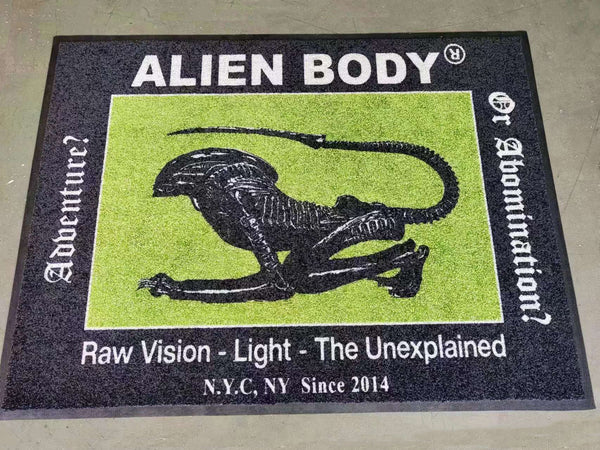 ALIEN BODY®
Adventure?
Or Abomination?
Raw Vision - Light - The Unexplained
N.Y.C, NY Since 2014